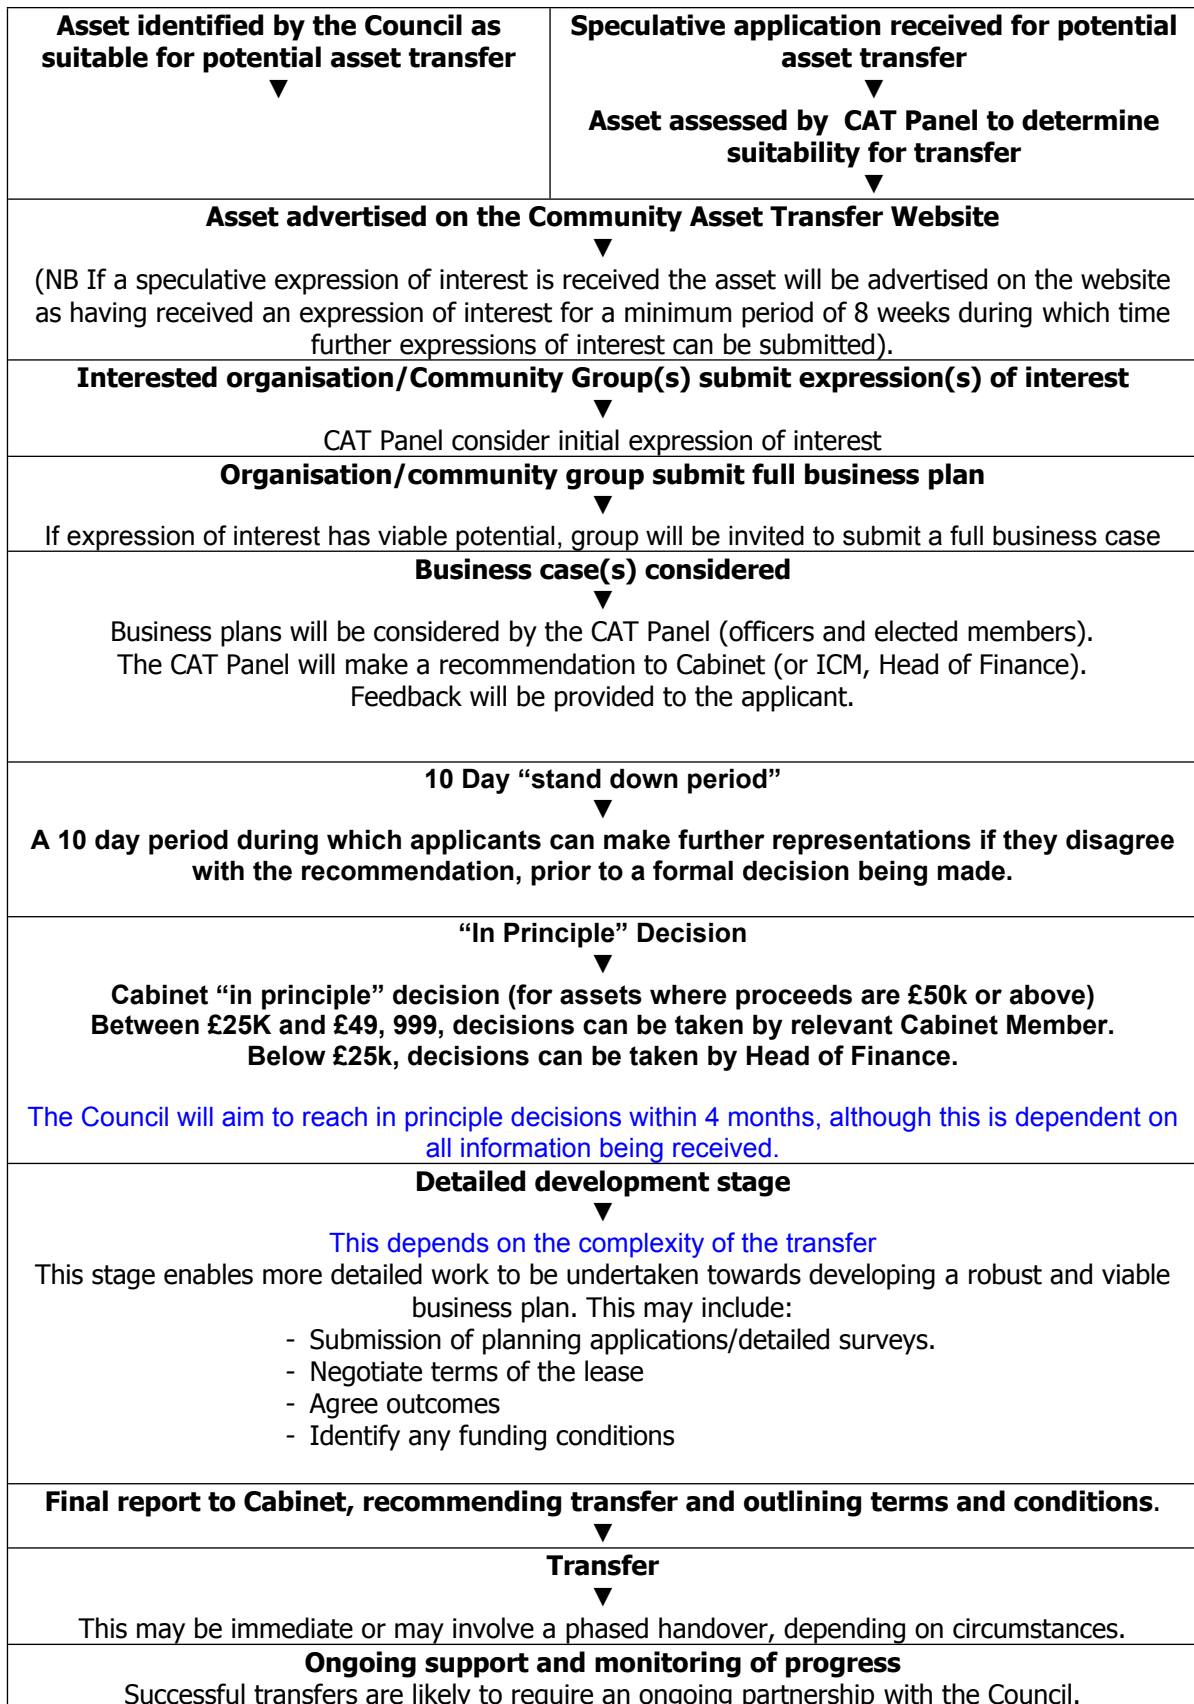 Asset identified by the Council as
suitable for potential asset transfer
▼
Speculative application received for potential
asset transfer
▼
Asset assessed by  CAT Panel to determine
suitability for transfer
▼
Asset advertised on the Community Asset Transfer Website
▼
(NB If a speculative expression of interest is received the asset will be advertised on the website
as having received an expression of interest for a minimum period of 8 weeks during which time
further expressions of interest can be submitted).
Interested organisation/Community Group(s) submit expression(s) of interest
▼
CAT Panel consider initial expression of interest
Organisation/community group submit full business plan
▼
If expression of interest has viable potential, group will be invited to submit a full business case
Business case(s) considered
▼
Business plans will be considered by the CAT Panel (officers and elected members).
The CAT Panel will make a recommendation to Cabinet (or ICM, Head of Finance).
Feedback will be provided to the applicant.
10 Day “stand down period”
▼
A 10 day period during which applicants can make further representations if they disagree
with the recommendation, prior to a formal decision being made.
“In Principle” Decision
▼
Cabinet “in principle” decision (for assets where proceeds are £50k or above)
Between £25K and £49, 999, decisions can be taken by relevant Cabinet Member.
Below £25k, decisions can be taken by Head of Finance.
The Council will aim to reach in principle decisions within 4 months, although this is dependent on
all information being received.
Detailed development stage
▼
This depends on the complexity of the transfer
This stage enables more detailed work to be undertaken towards developing a robust and viable
business plan. This may include:
- Submission of planning applications/detailed surveys.
- Negotiate terms of the lease
- Agree outcomes
- Identify any funding conditions
Final report to Cabinet, recommending transfer and outlining terms and conditions.
▼
Transfer
▼
This may be immediate or may involve a phased handover, depending on circumstances.
Ongoing support and monitoring of progress
Successful transfers are likely to require an ongoing partnership with the Council.